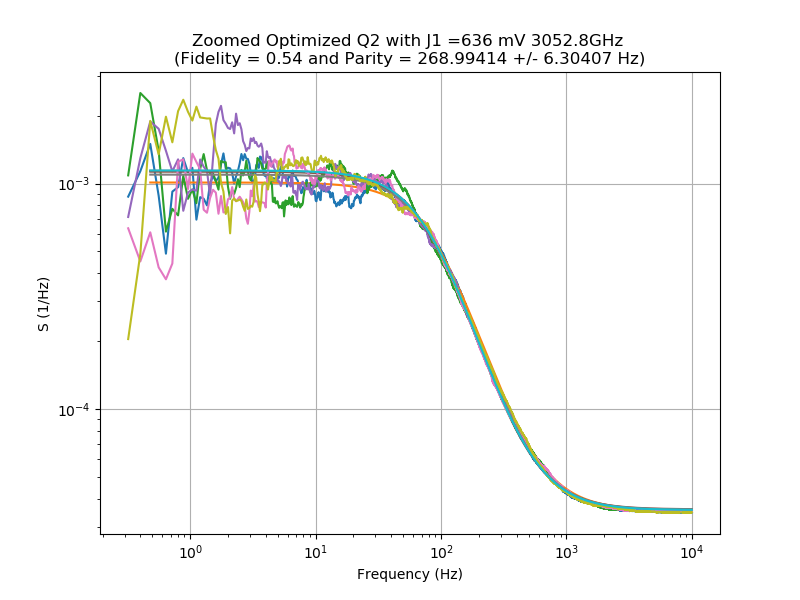 Zoomed Optimized Q2 with J1 =636 mV 3052.8GHz
(Fidelity = 0.54 and Parity = 268.99414 +/- 6.30407 Hz)
10⁻³
10⁻⁴
S (1/Hz)
10⁰ 10¹ 10² 10³ 10⁴
Frequency (Hz)